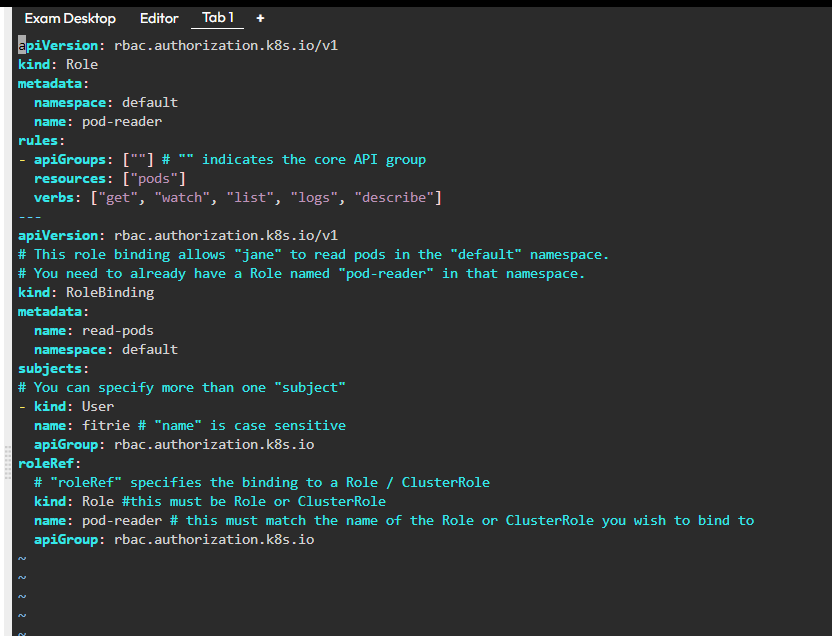 Exam Desktop Editor Tab 1 +
apiVersion: rbac.authorization.k8s.io/v1
kind: Role
metadata:
  namespace: default
  name: pod-reader
rules:
- apiGroups: [""] # "" indicates the core API group
  resources: ["pods"]
  verbs: ["get", "watch", "list", "logs", "describe"]
---
apiVersion: rbac.authorization.k8s.io/v1
# This role binding allows "jane" to read pods in the "default" namespace.
# You need to already have a Role named "pod-reader" in that namespace.
kind: RoleBinding
metadata:
  name: read-pods
  namespace: default
subjects:
# You can specify more than one "subject"
- kind: User
  name: fitrie # "name" is case sensitive
  apiGroup: rbac.authorization.k8s.io
roleRef:
  # "roleRef" specifies the binding to a Role / ClusterRole
  kind: Role #this must be Role or ClusterRole
  name: pod-reader # this must match the name of the Role or ClusterRole you wish to bind to
  apiGroup: rbac.authorization.k8s.io
~
~
~
~
~